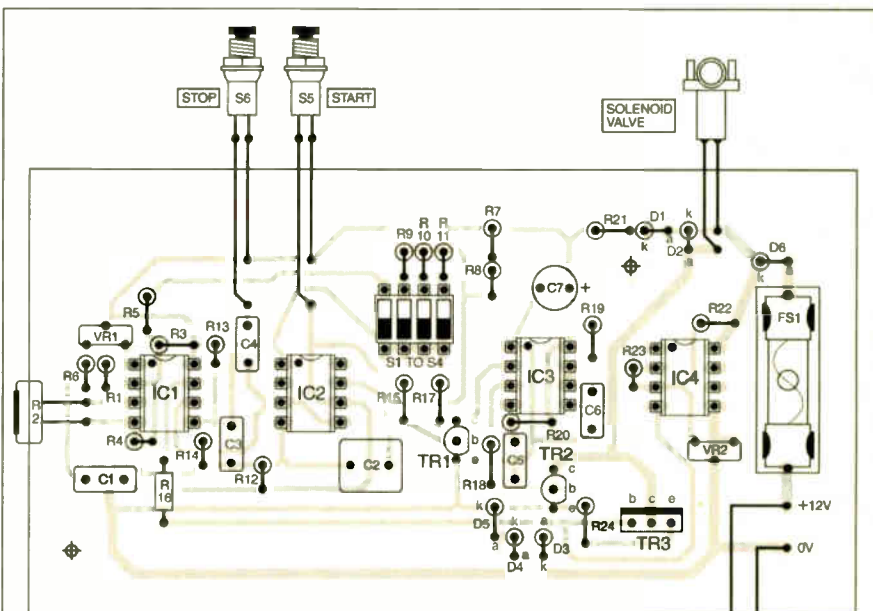 STOP S6 S5 START
SOLENOID
VALVE
R7
R9 R 10 R 11
R8
R21 D1 k
k a D2 a
D6
k a
R5
VR1
R3
R13
C4
C7 +
R19
R22
FS1
S1 TO S4
R6 R1
IC1
IC2
IC3
R23
IC4
R 2
R15 R17
C6
R4
R14
C3
TR1 b e
R20
TR2
C5
VR2
C1
R 16
R12
C2
R18
c
b
e
k
D5
a
k
D4 a
a
D3
k
R24
b c e
TR3
+12V
0V